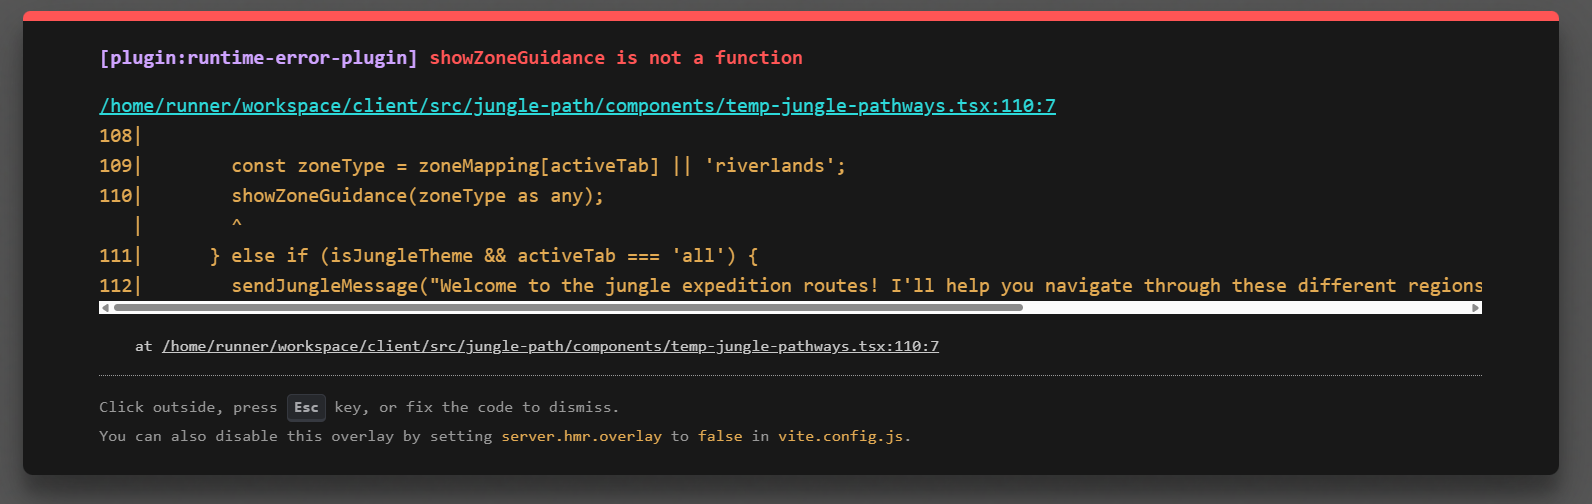 [plugin:runtime-error-plugin] showZoneGuidance is not a function
/home/runner/workspace/client/src/jungle-path/components/temp-jungle-pathways.tsx:110:7
108|
109|        const zoneType = zoneMapping[activeTab] || 'riverlands';
110|        showZoneGuidance(zoneType as any);
   |        ^
111|      } else if (isJungleTheme && activeTab === 'all') {
112|        sendJungleMessage("Welcome to the jungle expedition routes! I'll help you navigate through these different regions
at /home/runner/workspace/client/src/jungle-path/components/temp-jungle-pathways.tsx:110:7
Click outside, press Esc key, or fix the code to dismiss.
You can also disable this overlay by setting server.hmr.overlay to false in vite.config.js.